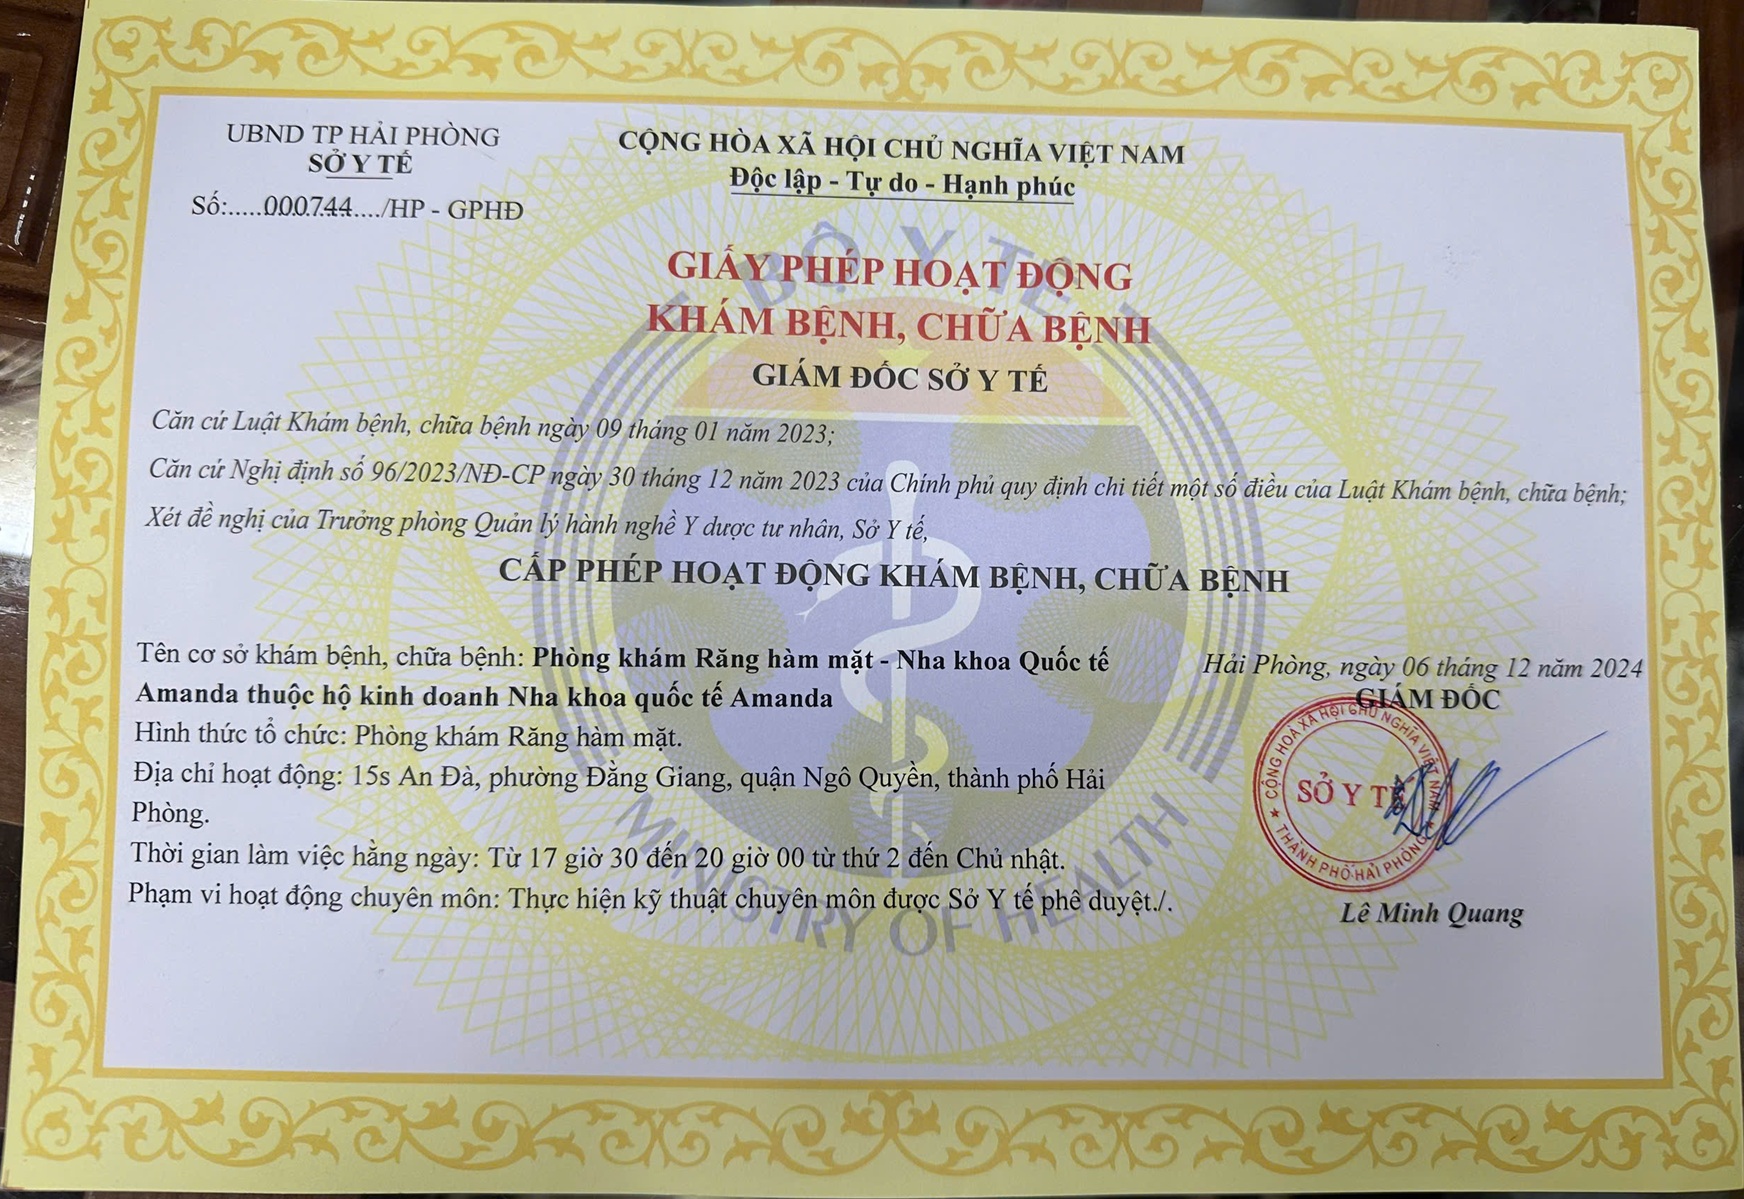 UBND TP HẢI PHÒNG
SỞ Y TẾ
Số:.....000744..../HP - GPHĐ
CỘNG HÒA XÃ HỘI CHỦ NGHĨA VIỆT NAM
Độc lập - Tự do - Hạnh phúc
BỘ Y TẾ
GIẤY PHÉP HOẠT ĐỘNG
KHÁM BỆNH, CHỮA BỆNH
GIÁM ĐỐC SỞ Y TẾ
Căn cứ Luật Khám bệnh, chữa bệnh ngày 09 tháng 01 năm 2023;
Căn cứ Nghị định số 96/2023/NĐ-CP ngày 30 tháng 12 năm 2023 của Chính phủ quy định chi tiết một số điều của Luật Khám bệnh, chữa bệnh;
Xét đề nghị của Trưởng phòng Quản lý hành nghề Y dược tư nhân, Sở Y tế,
CẤP PHÉP HOẠT ĐỘNG KHÁM BỆNH, CHỮA BỆNH
Tên cơ sở khám bệnh, chữa bệnh: Phòng khám Răng hàm mặt - Nha khoa Quốc tế
Amanda thuộc hộ kinh doanh Nha khoa quốc tế Amanda
Hình thức tổ chức: Phòng khám Răng hàm mặt.
Địa chỉ hoạt động: 15s An Đà, phường Đằng Giang, quận Ngô Quyền, thành phố Hải
Phòng.
Thời gian làm việc hằng ngày: Từ 17 giờ 30 đến 20 giờ 00 từ thứ 2 đến Chủ nhật.
Phạm vi hoạt động chuyên môn: Thực hiện kỹ thuật chuyên môn được Sở Y tế phê duyệt./.
MINISTRY OF HEALTH
Hải Phòng, ngày 06 tháng 12 năm 2024
GIÁM ĐỐC
CỘNG HOÀ XÃ HỘI CHỦ NGHĨA VIỆT NAM
SỞ Y TẾ
★ THÀNH PHỐ HẢI PHÒNG ★
Lê Minh Quang